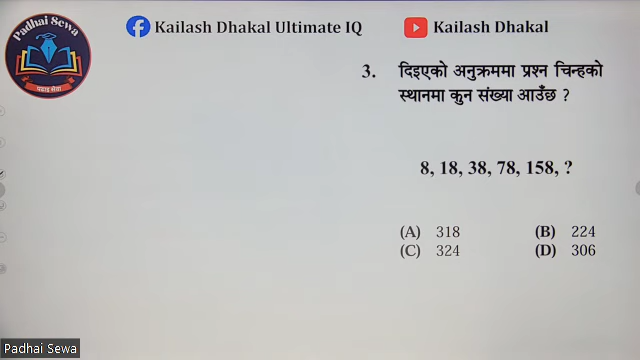 Padhai Sewa
पढाइ सेवा
Kailash Dhakal Ultimate IQ
Kailash Dhakal
3. दिइएको अनुक्रममा प्रश्न चिन्हको
स्थानमा कुन संख्या आउँछ ?
8, 18, 38, 78, 158, ?
(A) 318 (B) 224
(C) 324 (D) 306
Padhai Sewa